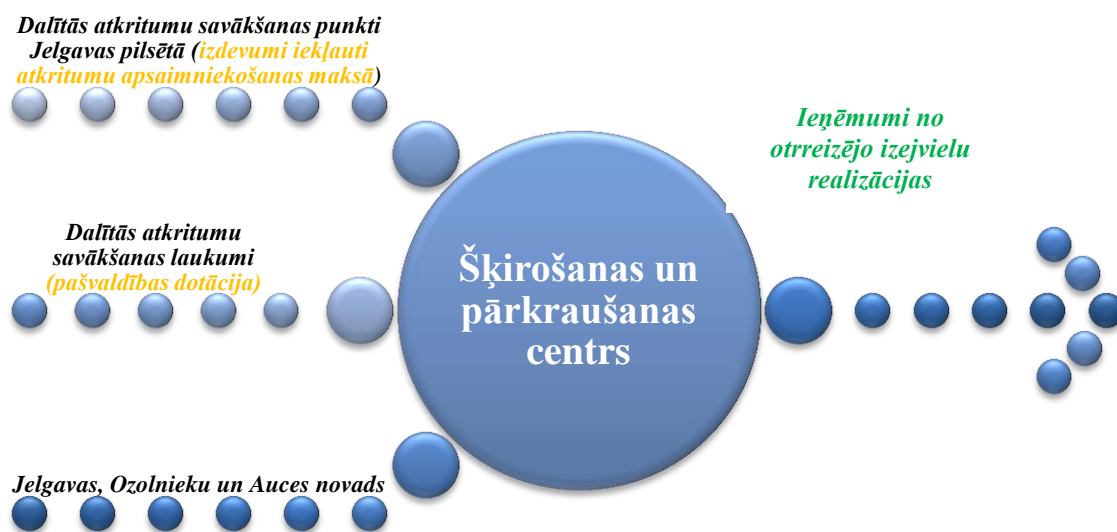 Dalītās atkritumu savākšanas punkti
Jelgavas pilsētā (izdevumi iekļauti
atkritumu apsaimniekošanas maksā)
Dalītās atkritumu
savākšanas laukumi
(pašvaldības dotācija)
Jelgavas, Ozolnieku un Auces novads
Šķirošanas un
pārkraušanas
centrs
Ieņēmumi no
otrreizējo izejvielu
realizācijas